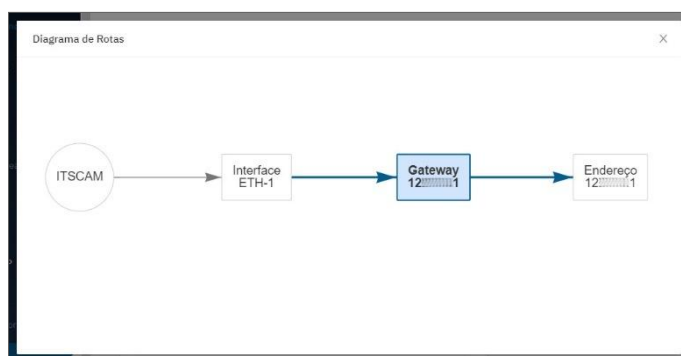 Diagrama de Rotas
ITSCAM
Interface
ETH-1
Gateway
Endereço